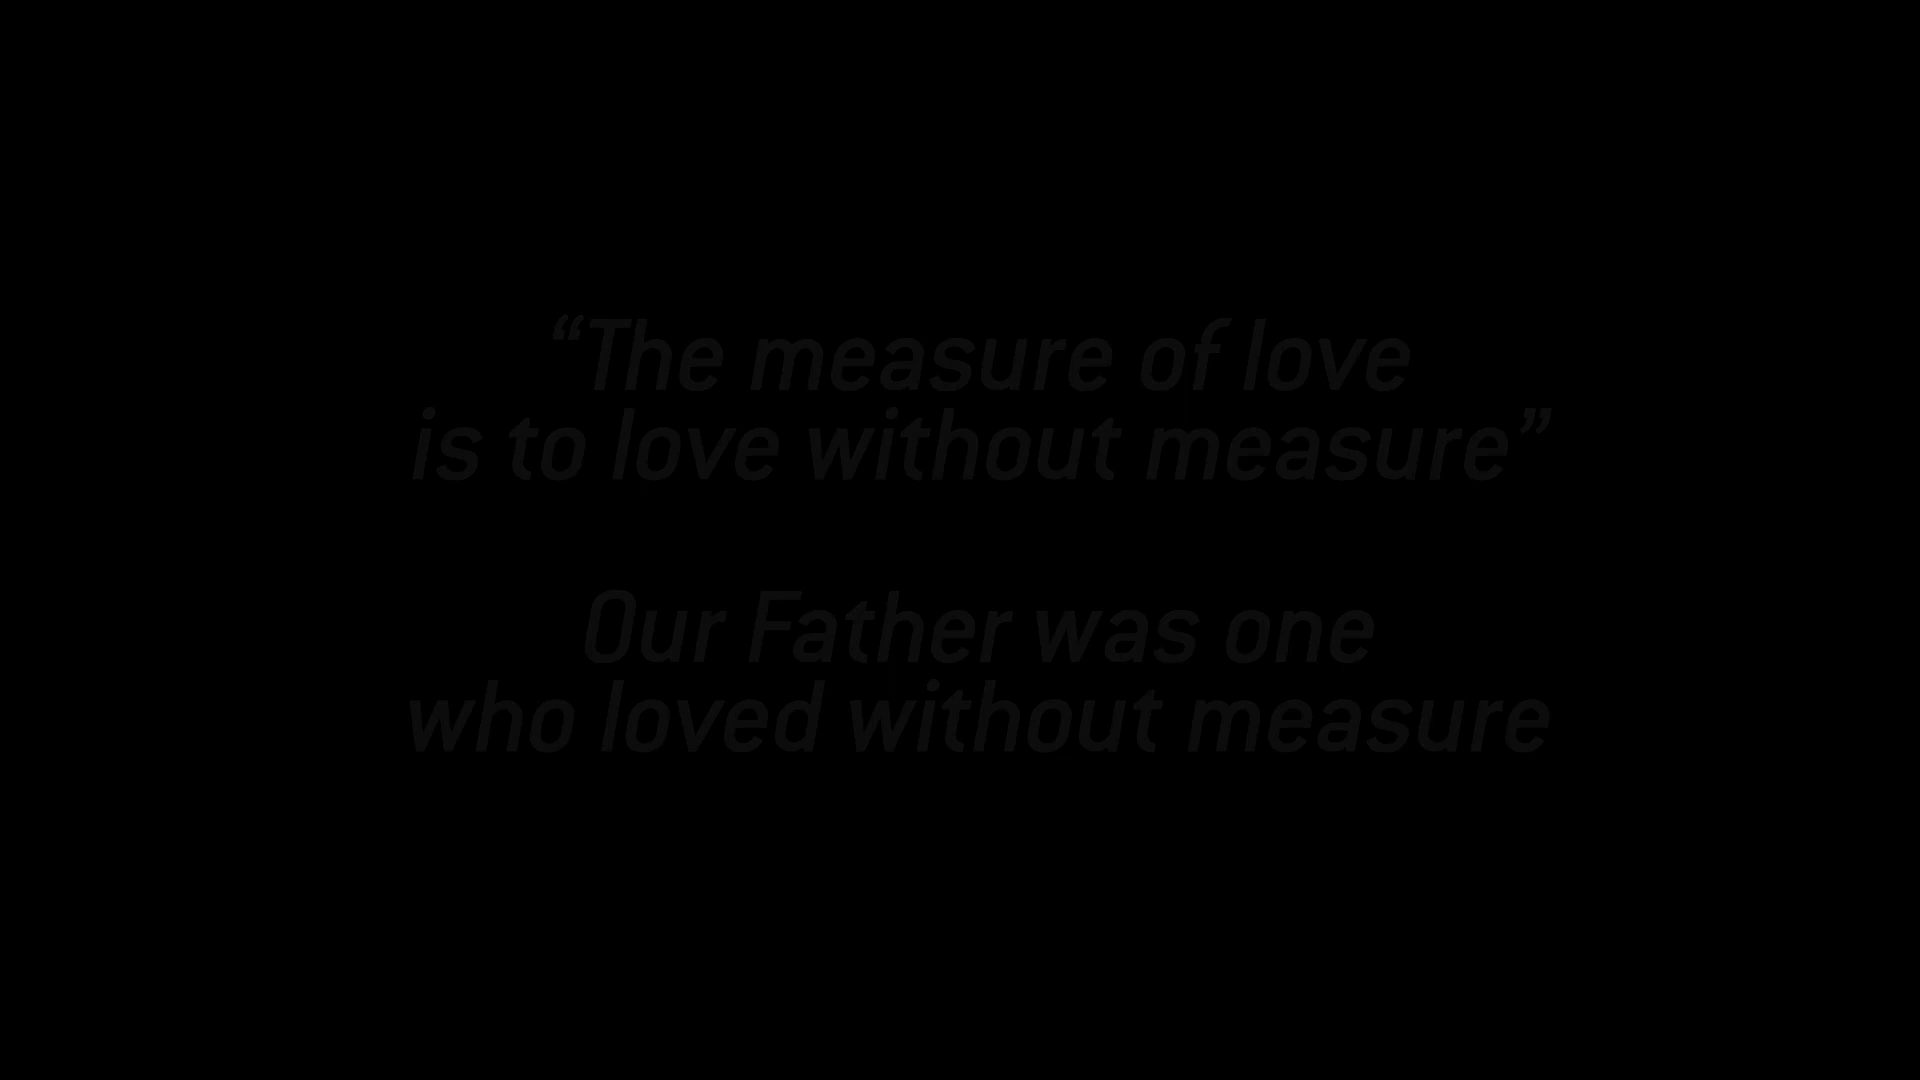 “The measure of love
is to love without measure”
Our Father was one
who loved without measure